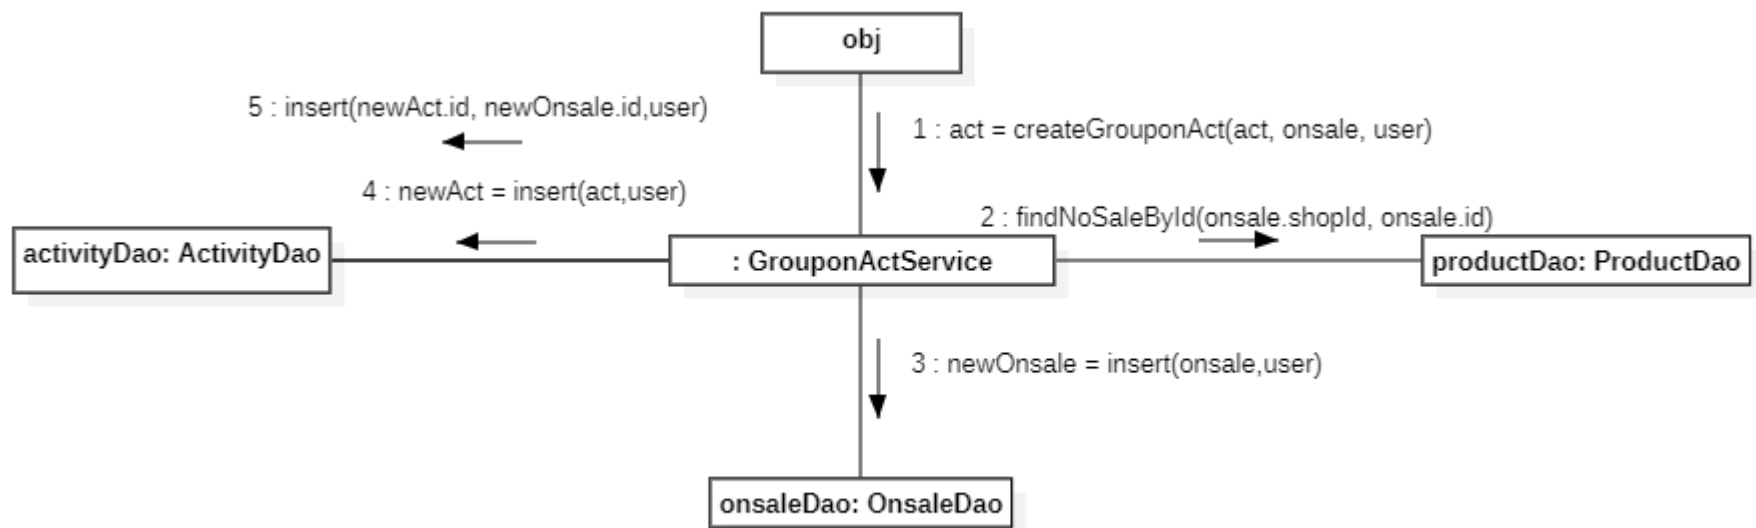 obj
5 : insert(newAct.id, newOnsale.id,user)
1 : act = createGrouponAct(act, onsale, user)
4 : newAct = insert(act,user)
2 : findNoSaleById(onsale.shopId, onsale.id)
activityDao: ActivityDao
: GrouponActService
productDao: ProductDao
3 : newOnsale = insert(onsale,user)
onsaleDao: OnsaleDao